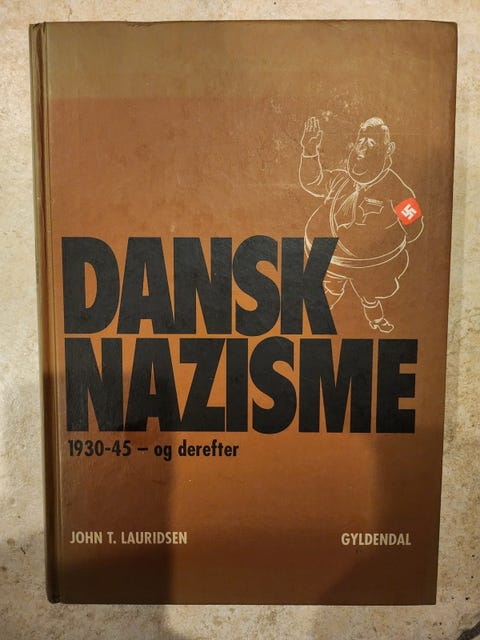 DANSK
NAZISME
1930-45 – og derefter
JOHN T. LAURIDSEN
GYLDENDAL